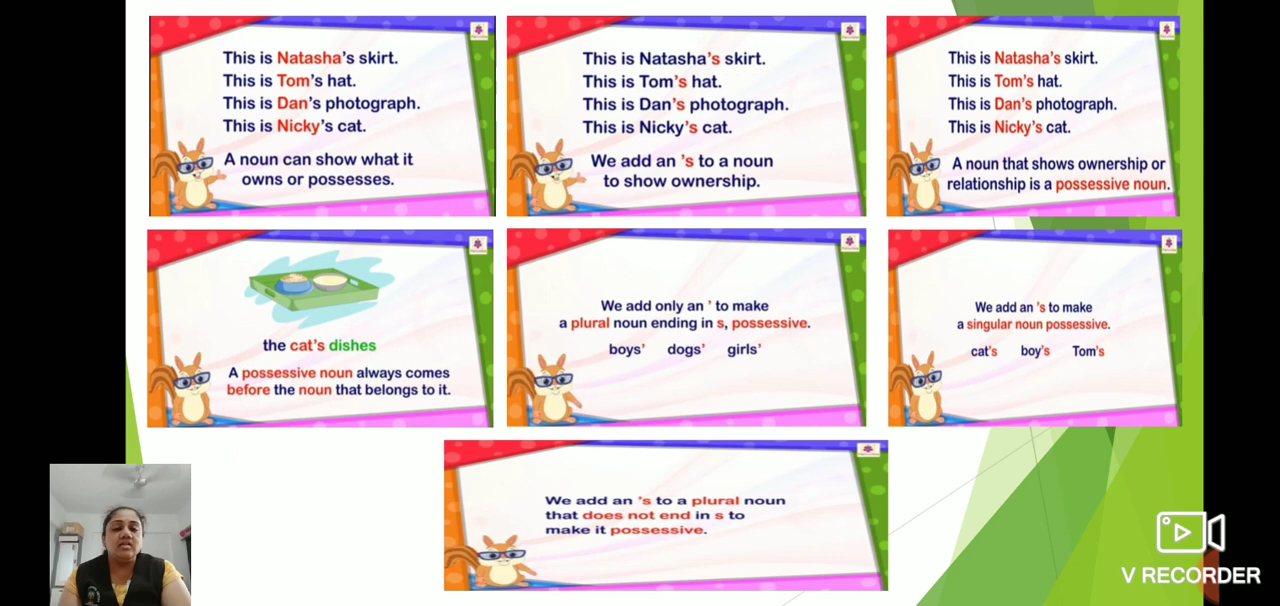 This is Natasha's skirt.
This is Tom's hat.
This is Dan's photograph.
This is Nicky's cat.
A noun can show what it
owns or possesses.
This is Natasha's skirt.
This is Tom's hat.
This is Dan's photograph.
This is Nicky's cat.
We add an 's to a noun
to show ownership.
This is Natasha's skirt.
This is Tom's hat.
This is Dan's photograph.
This is Nicky's cat.
A noun that shows ownership or
relationship is a possessive noun.
the cat's dishes
A possessive noun always comes
before the noun that belongs to it.
We add only an ' to make
a plural noun ending in s, possessive.
boys' dogs' girls'
We add an 's to make
a singular noun possessive.
cat's boy's Tom's
We add an 's to a plural noun
that does not end in s to
make it possessive.
V RECORDER